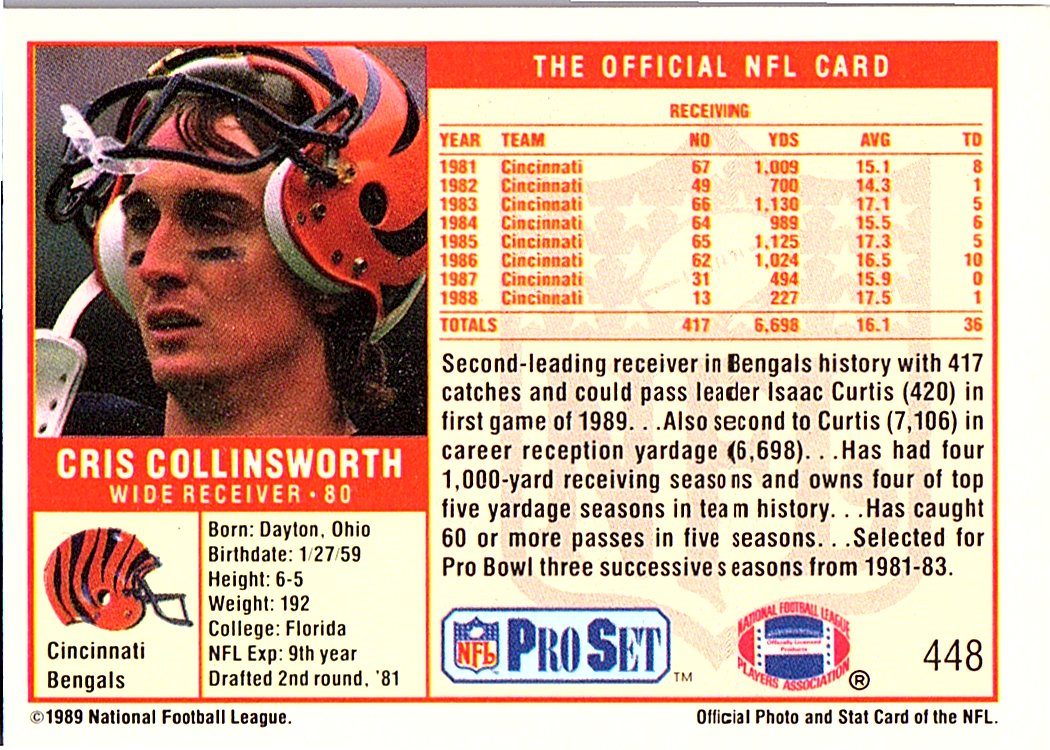 THE OFFICIAL NFL CARD
RECEIVING
YEAR TEAM NO YDS AVG TD
1981 Cincinnati 67 1,009 15.1 8
1982 Cincinnati 49 700 14.3 1
1983 Cincinnati 66 1,130 17.1 5
1984 Cincinnati 64 989 15.5 6
1985 Cincinnati 65 1,125 17.3 5
1986 Cincinnati 62 1,024 16.5 10
1987 Cincinnati 31 494 15.9 0
1988 Cincinnati 13 227 17.5 1
TOTALS 417 6,698 16.1 36
Second-leading receiver in Bengals history with 417
catches and could pass leader Isaac Curtis (420) in
first game of 1989. . .Also second to Curtis (7,106) in
career reception yardage (6,698). . .Has had four
1,000-yard receiving seasons and owns four of top
five yardage seasons in team history. . .Has caught
60 or more passes in five seasons. . .Selected for
Pro Bowl three successive seasons from 1981-83.
CRIS COLLINSWORTH
WIDE RECEIVER • 80
Cincinnati
Bengals
Born: Dayton, Ohio
Birthdate: 1/27/59
Height: 6-5
Weight: 192
College: Florida
NFL Exp: 9th year
Drafted 2nd round, '81
NFL PRO SET TM
NATIONAL FOOTBALL LEAGUE
Officially Licensed
Products
PLAYERS ASSOCIATION ®
448
©1989 National Football League.
Official Photo and Stat Card of the NFL.